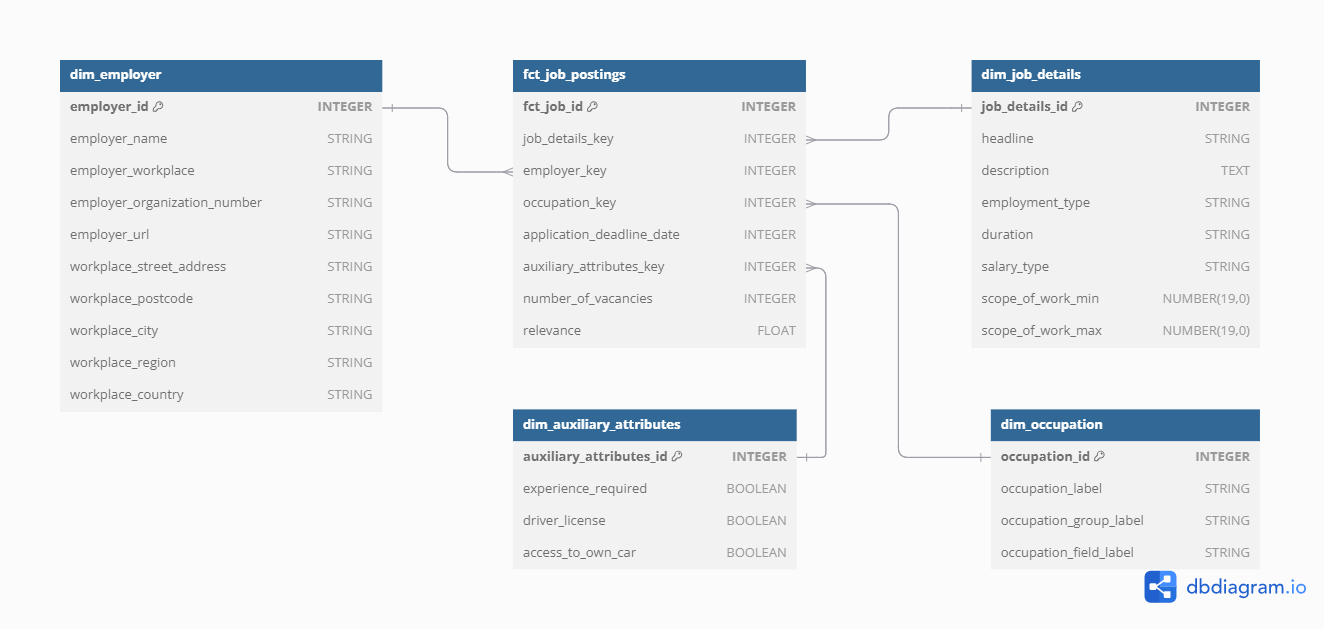 dim_employer
employer_id INTEGER
employer_name STRING
employer_workplace STRING
employer_organization_number STRING
employer_url STRING
workplace_street_address STRING
workplace_postcode STRING
workplace_city STRING
workplace_region STRING
workplace_country STRING
fct_job_postings
fct_job_id INTEGER
job_details_key INTEGER
employer_key INTEGER
occupation_key INTEGER
application_deadline_date INTEGER
auxiliary_attributes_key INTEGER
number_of_vacancies INTEGER
relevance FLOAT
dim_job_details
job_details_id INTEGER
headline STRING
description TEXT
employment_type STRING
duration STRING
salary_type STRING
scope_of_work_min NUMBER(19,0)
scope_of_work_max NUMBER(19,0)
dim_auxiliary_attributes
auxiliary_attributes_id INTEGER
experience_required BOOLEAN
driver_license BOOLEAN
access_to_own_car BOOLEAN
dim_occupation
occupation_id INTEGER
occupation_label STRING
occupation_group_label STRING
occupation_field_label STRING
dbdiagram.io